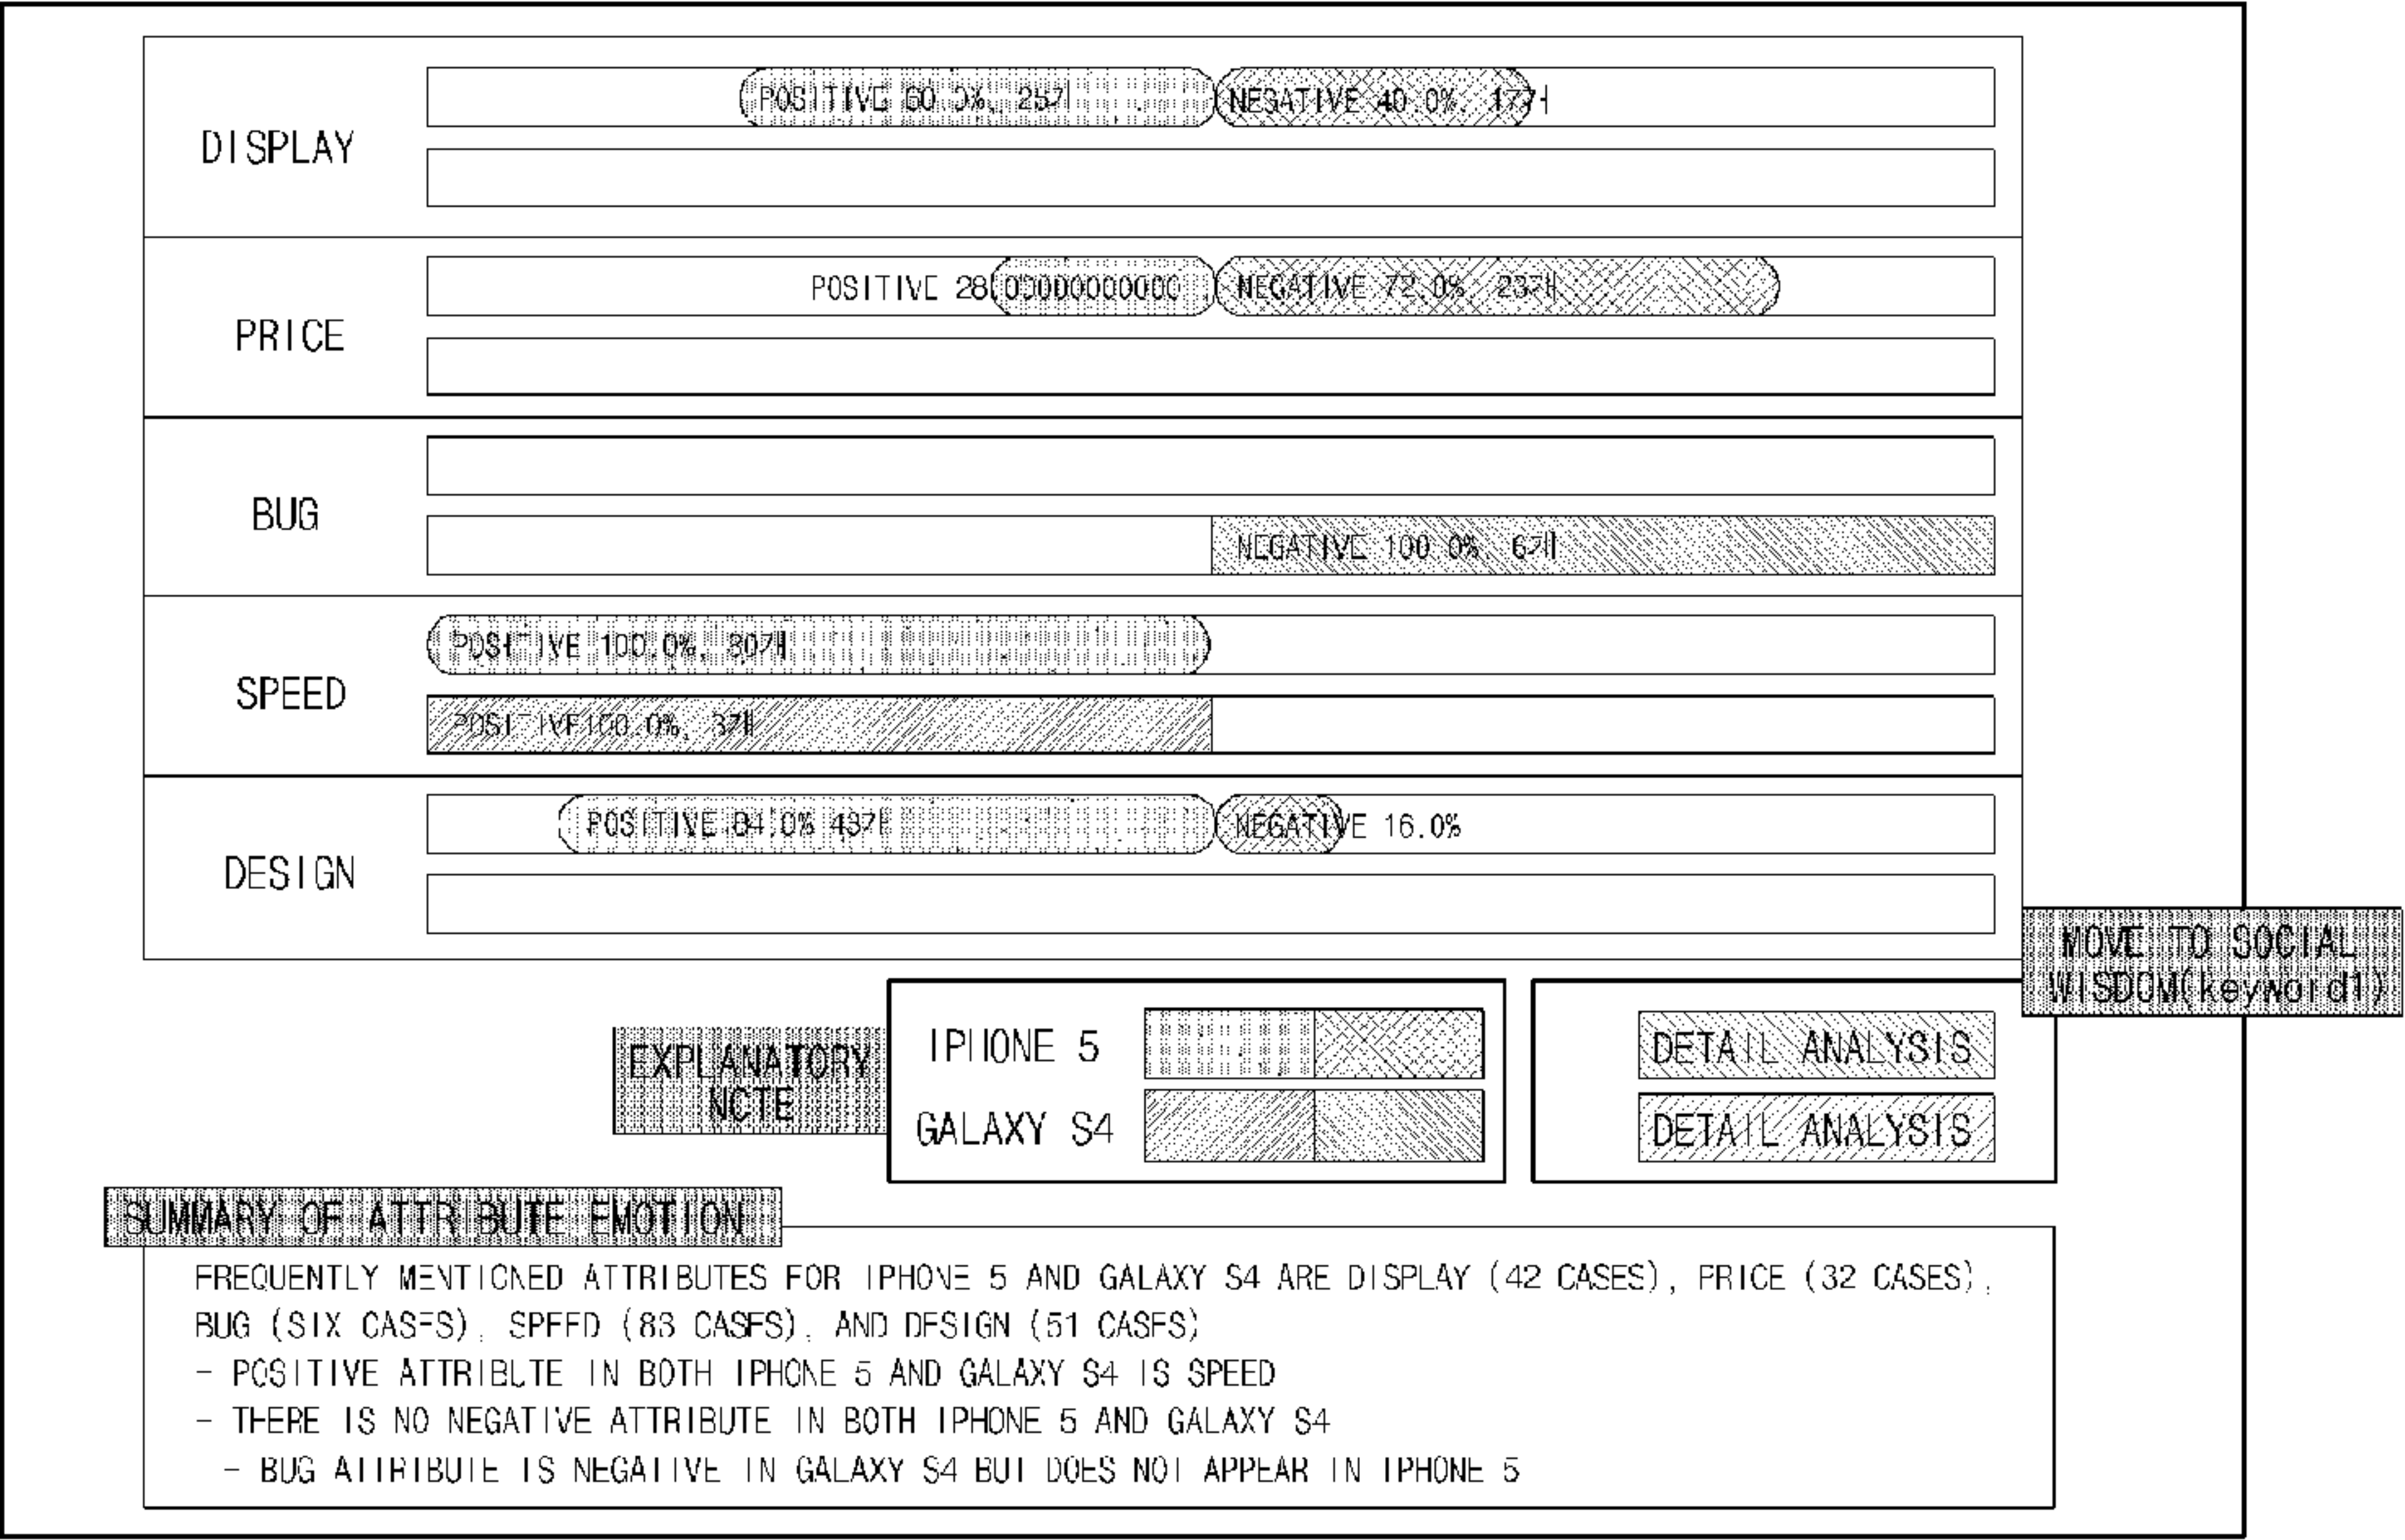 DISPLAY
POSITIVE 60.0%, 25개
NEGATIVE 40.0%, 17개
PRICE
POSITIVE 28.00000000000
NEGATIVE 72.0%, 23개
BUG
NEGATIVE 100.0%, 6개
SPEED
POSITIVE 100.0%, 80개
POSITIVE100.0%, 3개
DESIGN
POSITIVE 84.0% 43개
NEGATIVE 16.0%
MOVE TO SOCIAL
WISDOM(keyword1)
EXPLANATORY
NOTE
IPHONE 5
GALAXY S4
DETAIL ANALYSIS
DETAIL ANALYSIS
SUMMARY OF ATTRIBUTE EMOTION
FREQUENTLY MENTIONED ATTRIBUTES FOR IPHONE 5 AND GALAXY S4 ARE DISPLAY (42 CASES), PRICE (32 CASES),
BUG (SIX CASES), SPEED (83 CASES), AND DESIGN (51 CASES)
- POSITIVE ATTRIBUTE IN BOTH IPHONE 5 AND GALAXY S4 IS SPEED
- THERE IS NO NEGATIVE ATTRIBUTE IN BOTH IPHONE 5 AND GALAXY S4
- BUG ATTRIBUTE IS NEGATIVE IN GALAXY S4 BUT DOES NOT APPEAR IN IPHONE 5